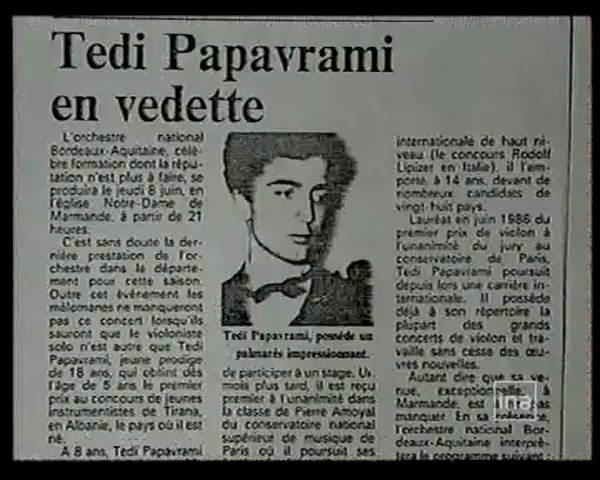 Tedi Papavrami
en vedette
L'orchestre national
Bordeaux-Aquitaine, célè-
bre formation dont la répu-
tation n'est plus à faire, se
produira le jeudi 8 juin, en
l'église Notre-Dame de
Marmande, à partir de 21
heures.
C'est sans doute la der-
nière prestation de l'or-
chestre dans le départe-
ment pour cette saison.
Outre cet événement les
mélomanes ne manqueront
pas ce concert lorsqu'ils
sauront que le violoniste
solo n'est autre que Tedi
Papavrami, jeune prodige
de 18 ans, qui obtint dès
l'âge de 5 ans le premier
prix au concours de jeunes
instrumentistes de Tirana,
en Albanie, le pays où il est
né.
A 8 ans, Tedi Papavrami
Tedi Papavrami, possède un
palmarès impressionnant.
de participer à un stage. Un
mois plus tard, il est reçu
premier à l'unanimité dans
la classe de Pierre Amoyal
du conservatoire national
supérieur de musique de
Paris où il poursuit ses
internationale de haut ni-
veau (le concours Rodolf
Lipizer en Italie), il l'em-
porte, à 14 ans, devant de
nombreux candidats de
vingt-huit pays.
Lauréat en juin 1986 du
premier prix de violon à
l'unanimité du jury au
conservatoire de Paris,
Tedi Papavrami poursuit
depuis lors une carrière in-
ternationale. Il possède
déjà à son répertoire la
plupart des grands
concerts de violon et tra-
vaille sans cesse des œu-
vres nouvelles.
Autant dire que sa ve-
nue, exceptionnelle, à
Marmande, est pas
manquer. En sa présence,
l'orchestre national Bor-
deaux-Aquitaine interprè-
tera le programme suivant :
ina